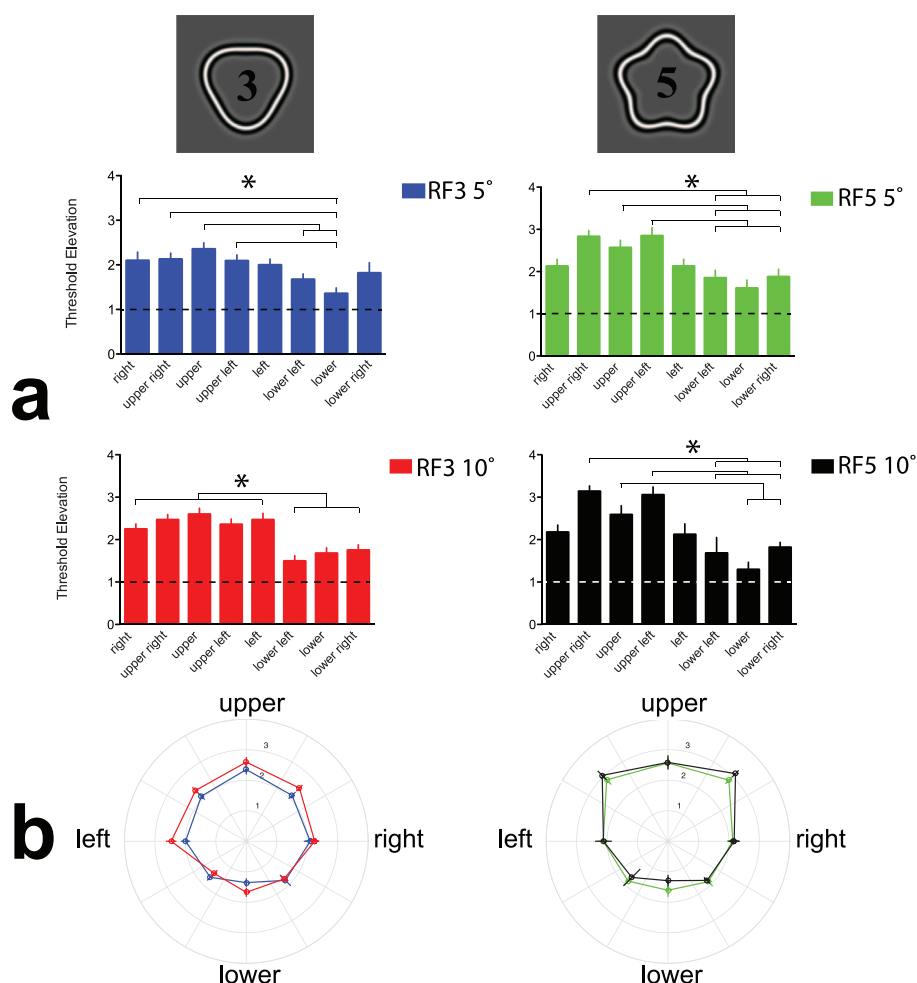 3
5
RF3 5°
*
4
3
2
1
0
Threshold Elevation
right
upper right
upper
upper left
left
lower left
lower
lower right
RF5 5°
*
4
3
2
1
0
right
upper right
upper
upper left
left
lower left
lower
lower right
a
RF3 10°
*
4
3
2
1
0
Threshold Elevation
right
upper right
upper
upper left
left
lower left
lower
lower right
RF5 10°
*
4
3
2
1
0
right
upper right
upper
upper left
left
lower left
lower
lower right
b
upper
3
2
1
left
right
lower
upper
3
2
1
left
right
lower